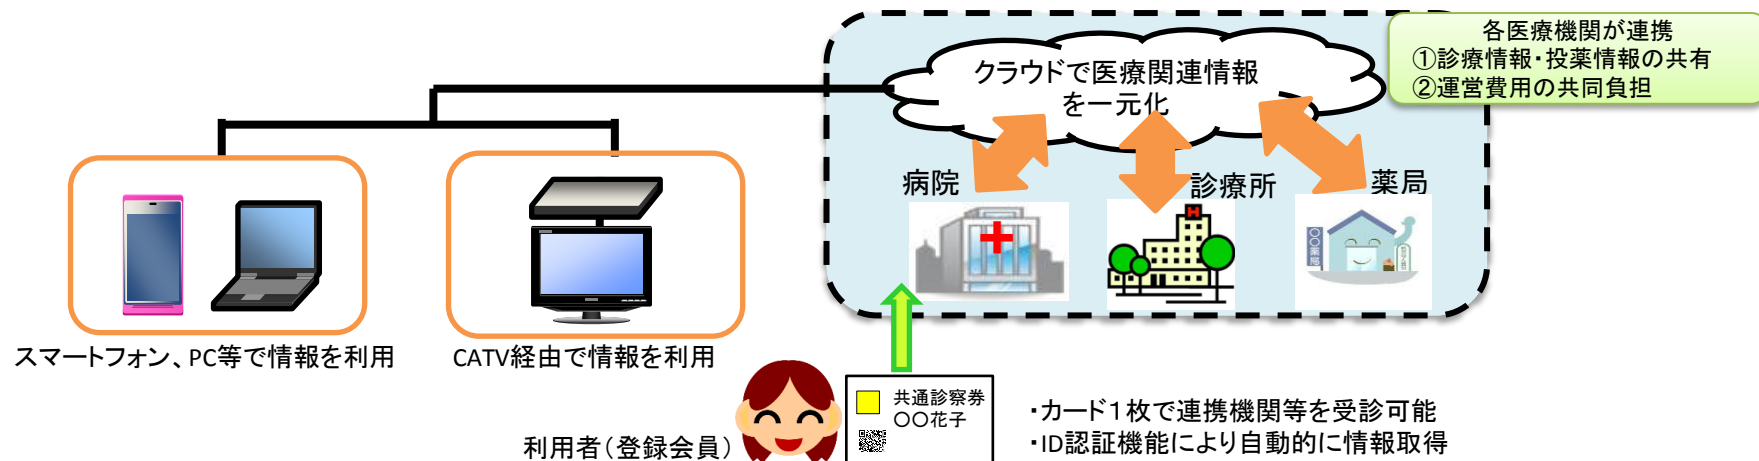 各医療機関が連携
①診療情報・投薬情報の共有
②運営費用の共同負担
クラウドで医療関連情報
を一元化
病院
診療所
薬局
H
〇〇薬局
スマートフォン、PC等で情報を利用
CATV経由で情報を利用
共通診察券
〇〇花子
利用者（登録会員）
・カード１枚で連携機関等を受診可能
・ID認証機能により自動的に情報取得